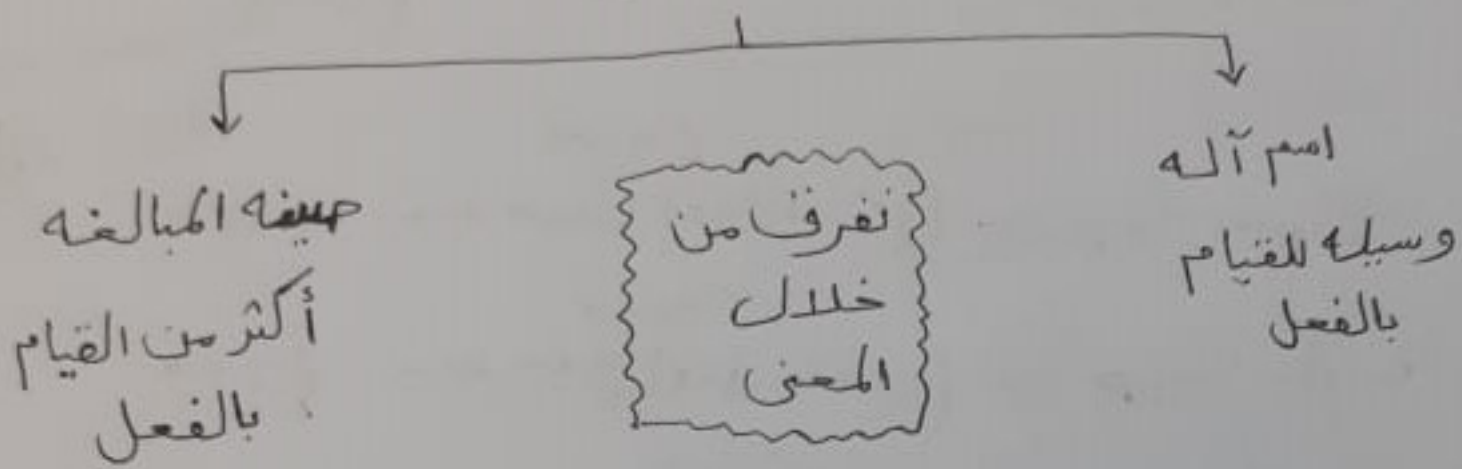 اسم آله
وسيله للقيام
بالفعل
نفرق من
خلال
المعنى
صيغه المبالغه
أكثر من القيام
بالفعل